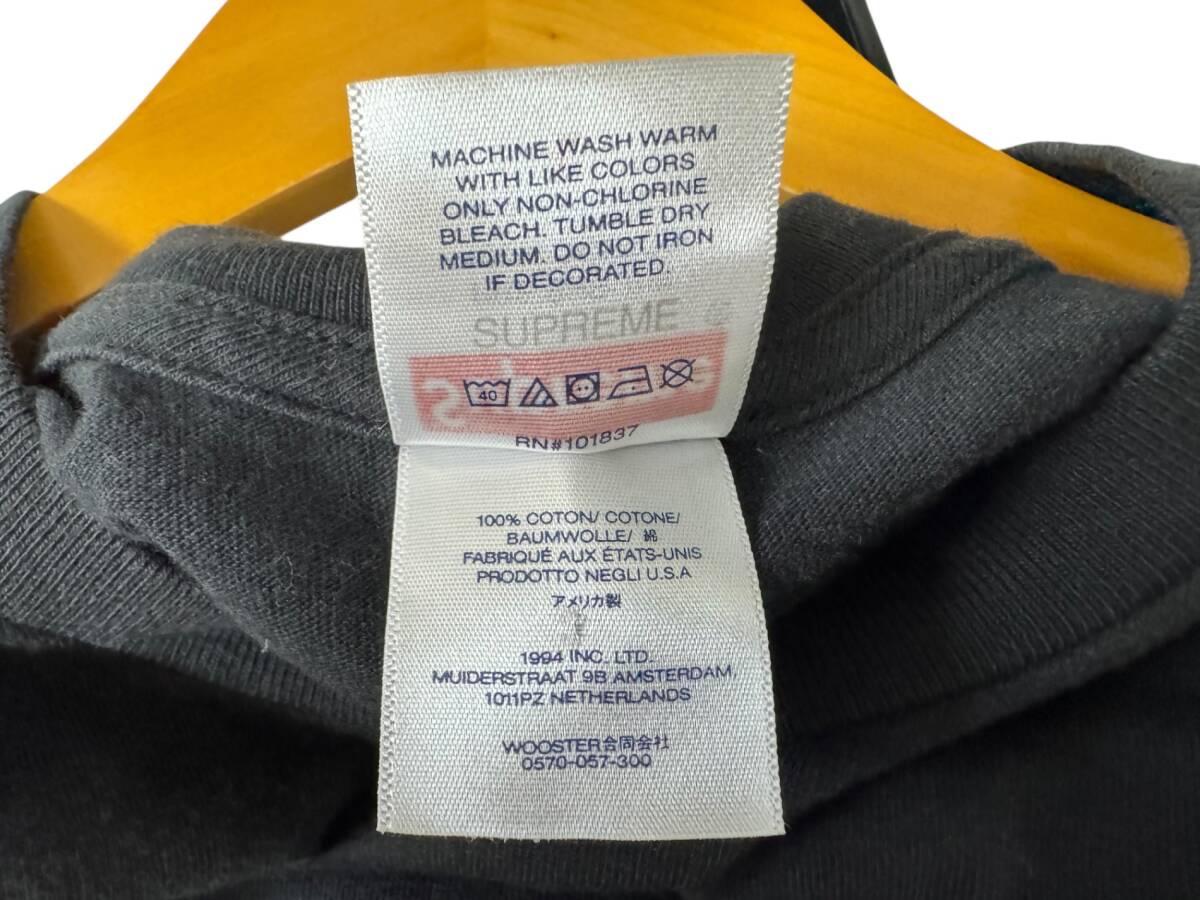 MACHINE WASH WARM
WITH LIKE COLORS
ONLY NON-CHLORINE
BLEACH. TUMBLE DRY
MEDIUM. DO NOT IRON
IF DECORATED.
SUPREME
40
RN#101837
100% COTON/ COTONE/
BAUMWOLLE/ 綿
FABRIQUÉ AUX ÉTATS-UNIS
PRODOTTO NEGLI U.S.A
アメリカ製
1994 INC. LTD.
MUIDERSTRAAT 9B AMSTERDAM
1011PZ NETHERLANDS
WOOSTER合同会社
0570-057-300